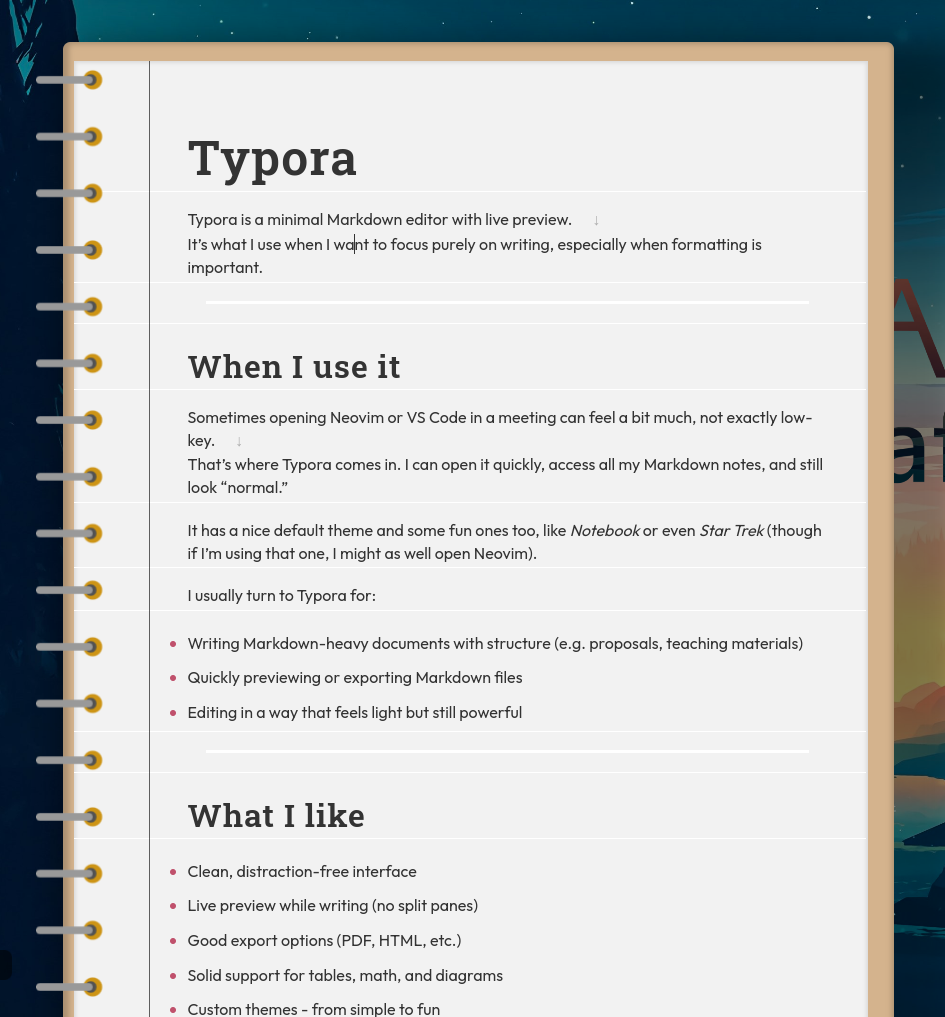 Typora
Typora is a minimal Markdown editor with live preview. ↓
It’s what I use when I want to focus purely on writing, especially when formatting is
important.
When I use it
Sometimes opening Neovim or VS Code in a meeting can feel a bit much, not exactly low-
key. ↓
That’s where Typora comes in. I can open it quickly, access all my Markdown notes, and still
look “normal.”
It has a nice default theme and some fun ones too, like Notebook or even Star Trek (though
if I’m using that one, I might as well open Neovim).
I usually turn to Typora for:
• Writing Markdown-heavy documents with structure (e.g. proposals, teaching materials)
• Quickly previewing or exporting Markdown files
• Editing in a way that feels light but still powerful
What I like
• Clean, distraction-free interface
• Live preview while writing (no split panes)
• Good export options (PDF, HTML, etc.)
• Solid support for tables, math, and diagrams
• Custom themes - from simple to fun